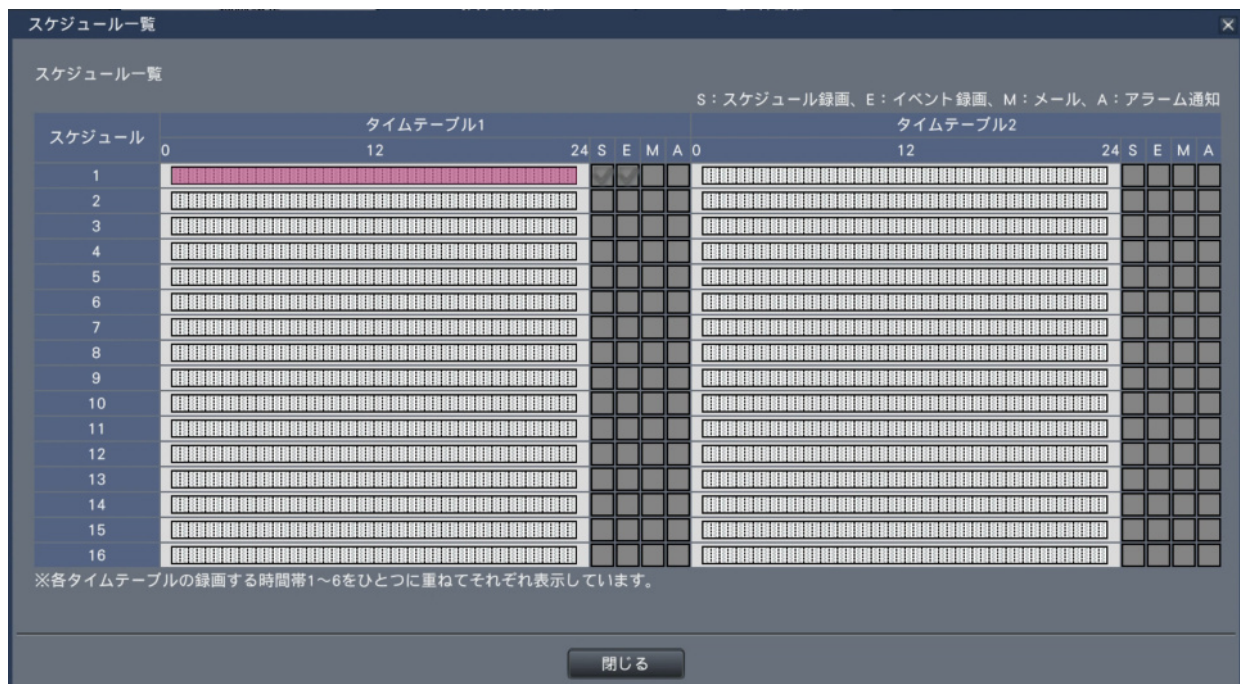 スケジュール一覧
スケジュール一覧
S：スケジュール録画、E：イベント録画、M：メール、A：アラーム通知
スケジュール タイムテーブル1 タイムテーブル2
0 12 24 S E M A 0 12 24 S E M A
1
2
3
4
5
6
7
8
9
10
11
12
13
14
15
16
※各タイムテーブルの録画する時間帯1〜6をひとつに重ねてそれぞれ表示しています。
閉じる